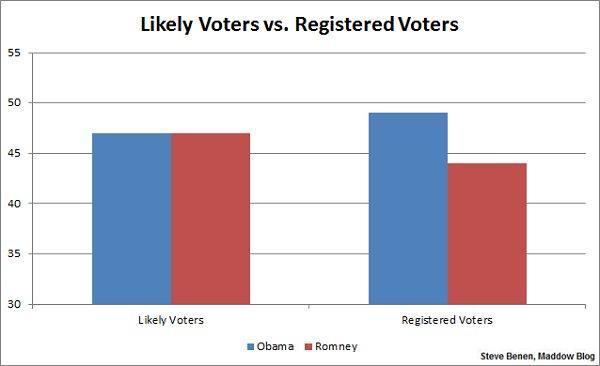 Likely Voters vs. Registered Voters
55
50
45
40
35
30
Likely Voters Registered Voters
Obama Romney
Steve Benen, Maddow Blog